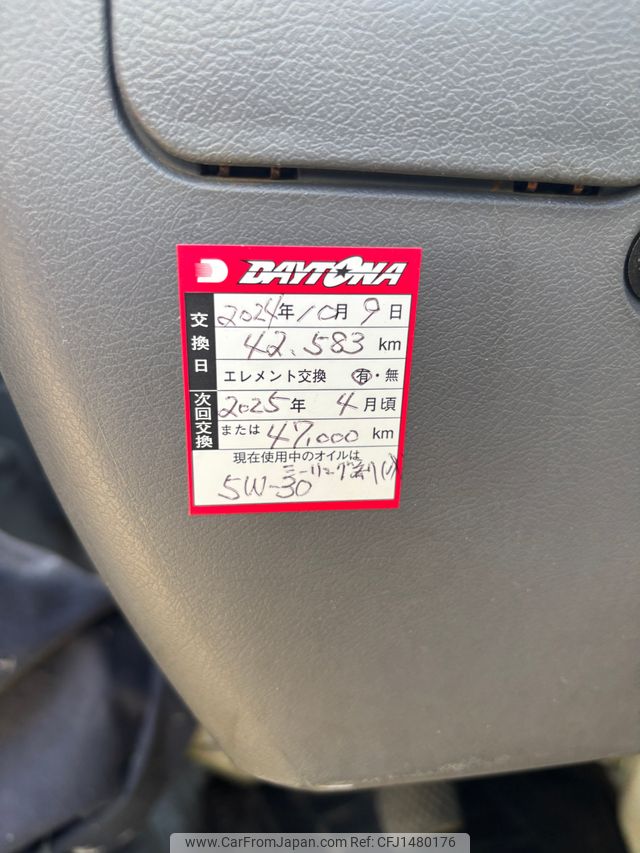 DAYTONA
交換日
2024年10月9日
42.583 km
エレメント交換 有・無
次回交換
2025年 4月頃
または 47,000 km
現在使用中のオイルは
5W-30
www.CarFromJapan.com Ref:CFJ1480176